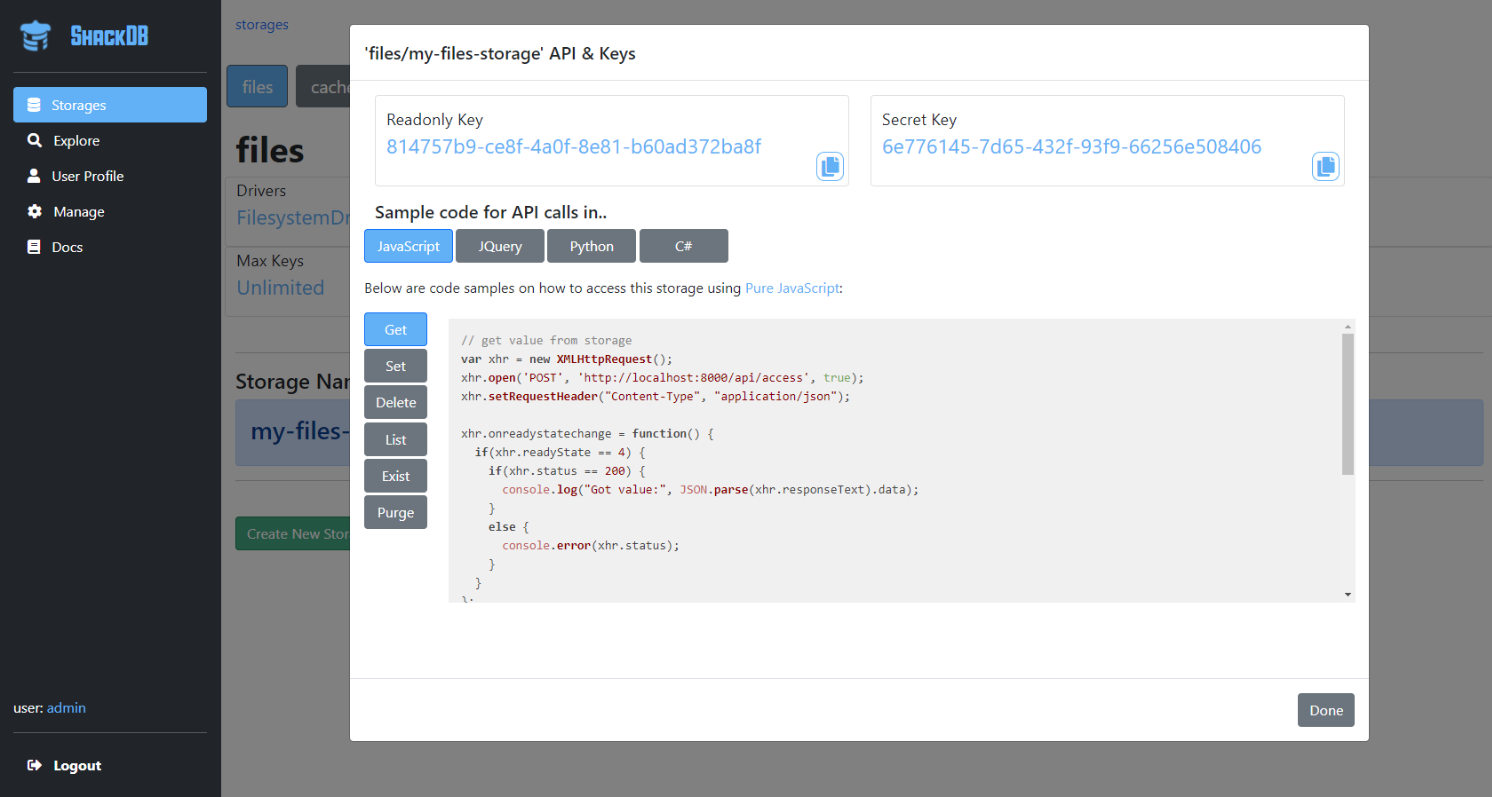 ShackDB
Storages
Explore
User Profile
Manage
Docs
user: admin
Logout
storages
files
cache
files
Drivers
FilesystemDr
Max Keys
Unlimited
Storage Nam
my-files-
Create New Stor
'files/my-files-storage' API & Keys
Readonly Key
814757b9-ce8f-4a0f-8e81-b60ad372ba8f
Secret Key
6e776145-7d65-432f-93f9-66256e508406
Sample code for API calls in..
JavaScript
JQuery
Python
C#
Below are code samples on how to access this storage using Pure JavaScript:
Get
Set
Delete
List
Exist
Purge
// get value from storage
var xhr = new XMLHttpRequest();
xhr.open('POST', 'http://localhost:8000/api/access', true);
xhr.setRequestHeader("Content-Type", "application/json");
xhr.onreadystatechange = function() {
if(xhr.readyState == 4) {
if(xhr.status == 200) {
console.log("Got value:", JSON.parse(xhr.responseText).data);
}
else {
console.error(xhr.status);
}
}
};
Done